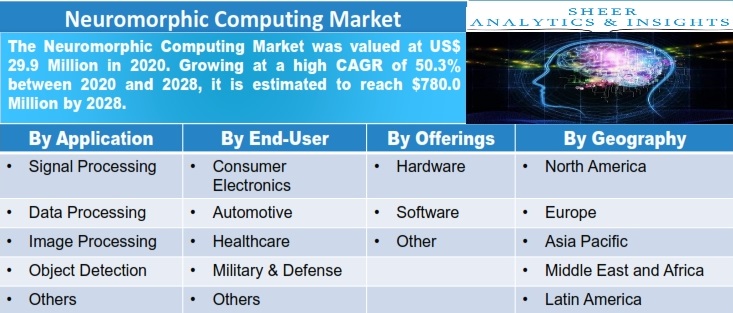 Neuromorphic Computing Market
SHEER
ANALYTICS & INSIGHTS
The Neuromorphic Computing Market was valued at US$
29.9 Million in 2020. Growing at a high CAGR of 50.3%
between 2020 and 2028, it is estimated to reach $780.0
Million by 2028.
By Application
• Signal Processing
• Data Processing
• Image Processing
• Object Detection
• Others
By End-User
• Consumer
Electronics
• Automotive
• Healthcare
• Military & Defense
• Others
By Offerings
• Hardware
• Software
• Other
By Geography
• North America
• Europe
• Asia Pacific
• Middle East and Africa
• Latin America